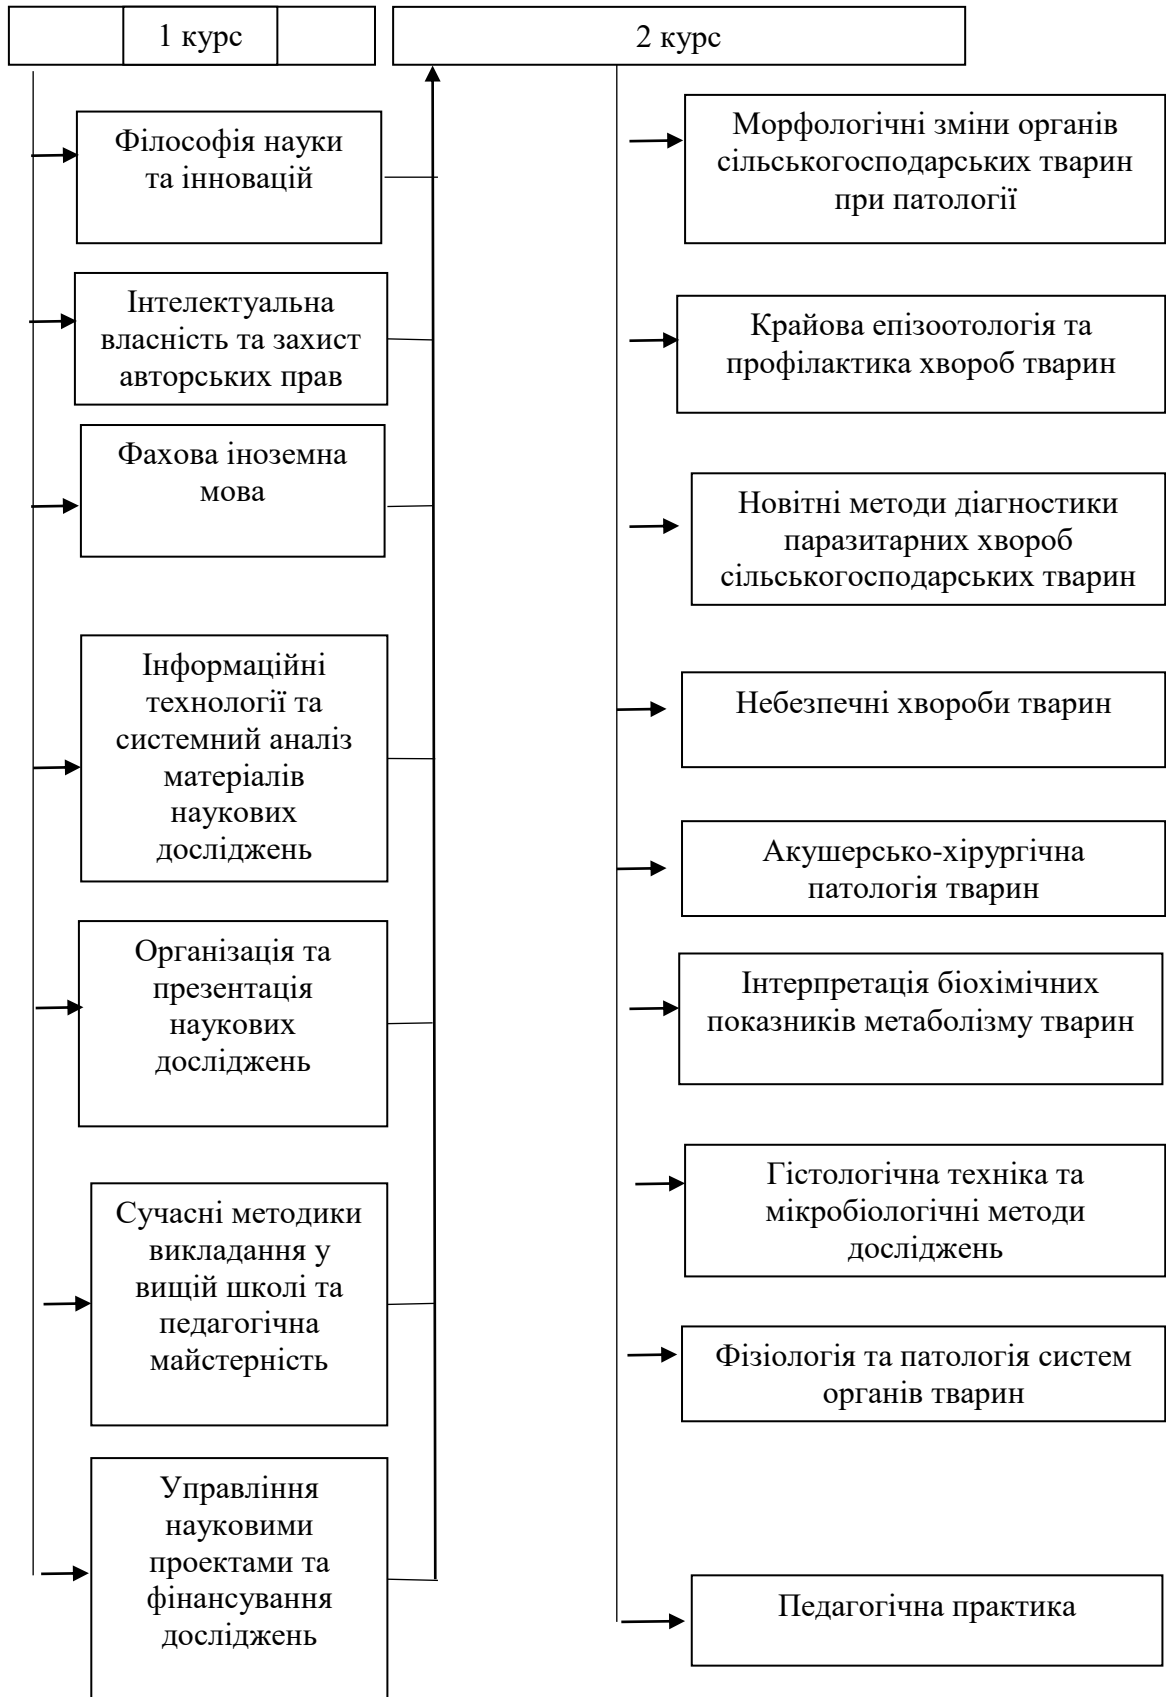 1 курс
Філософія науки
та інновацій
Інтелектуальна
власність та захист
авторських прав
Фахова іноземна
мова
Інформаційні
технології та
системний аналіз
матеріалів
наукових
досліджень
Організація та
презентація
наукових
досліджень
Сучасні методики
викладання у
вищій школі та
педагогічна
майстерність
Управління
науковими
проектами та
фінансування
досліджень
2 курс
Морфологічні зміни органів
сільськогосподарських тварин
при патології
Крайова епізоотологія та
профілактика хвороб тварин
Новітні методи діагностики
паразитарних хвороб
сільськогосподарських тварин
Небезпечні хвороби тварин
Акушерсько-хірургічна
патологія тварин
Інтерпретація біохімічних
показників метаболізму тварин
Гістологічна техніка та
мікробіологічні методи
досліджень
Фізіологія та патологія систем
органів тварин
Педагогічна практика